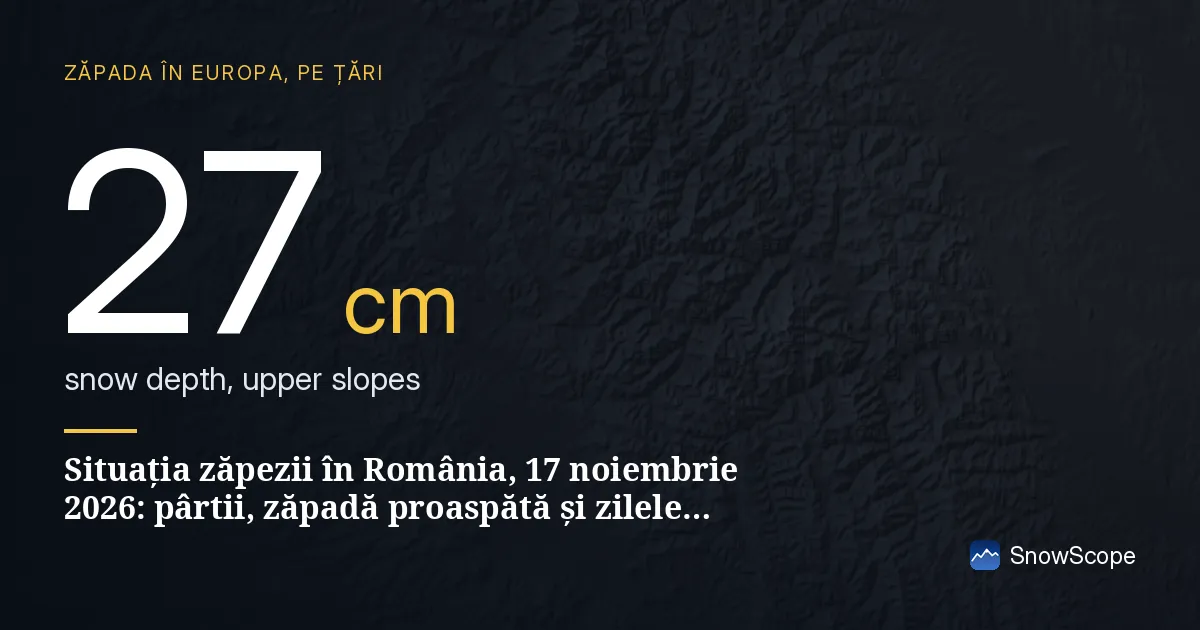 ZĂPADA ÎN EUROPA, PE ȚĂRI
27 cm
snow depth, upper slopes
Situația zăpezii în România, 17 noiembrie
2026: pârtii, zăpadă proaspătă și zilele...
SnowScope